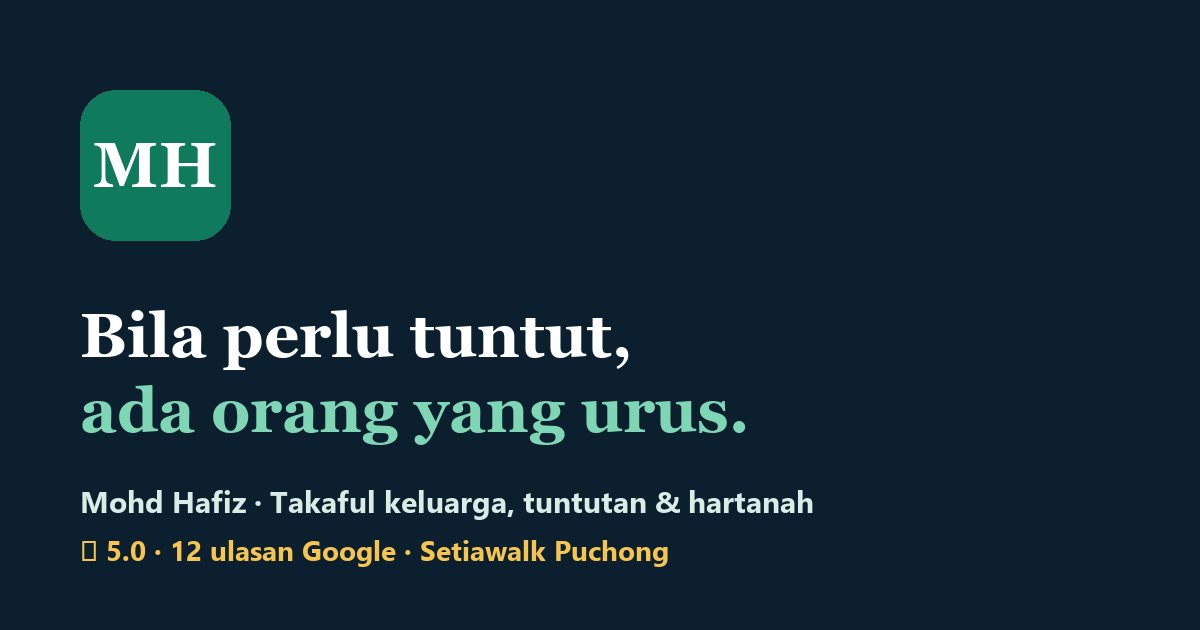 MH
Bila perlu tuntut,
ada orang yang urus.
Mohd Hafiz · Takaful keluarga, tuntutan & hartanah
5.0 · 12 ulasan Google · Setiawalk Puchong